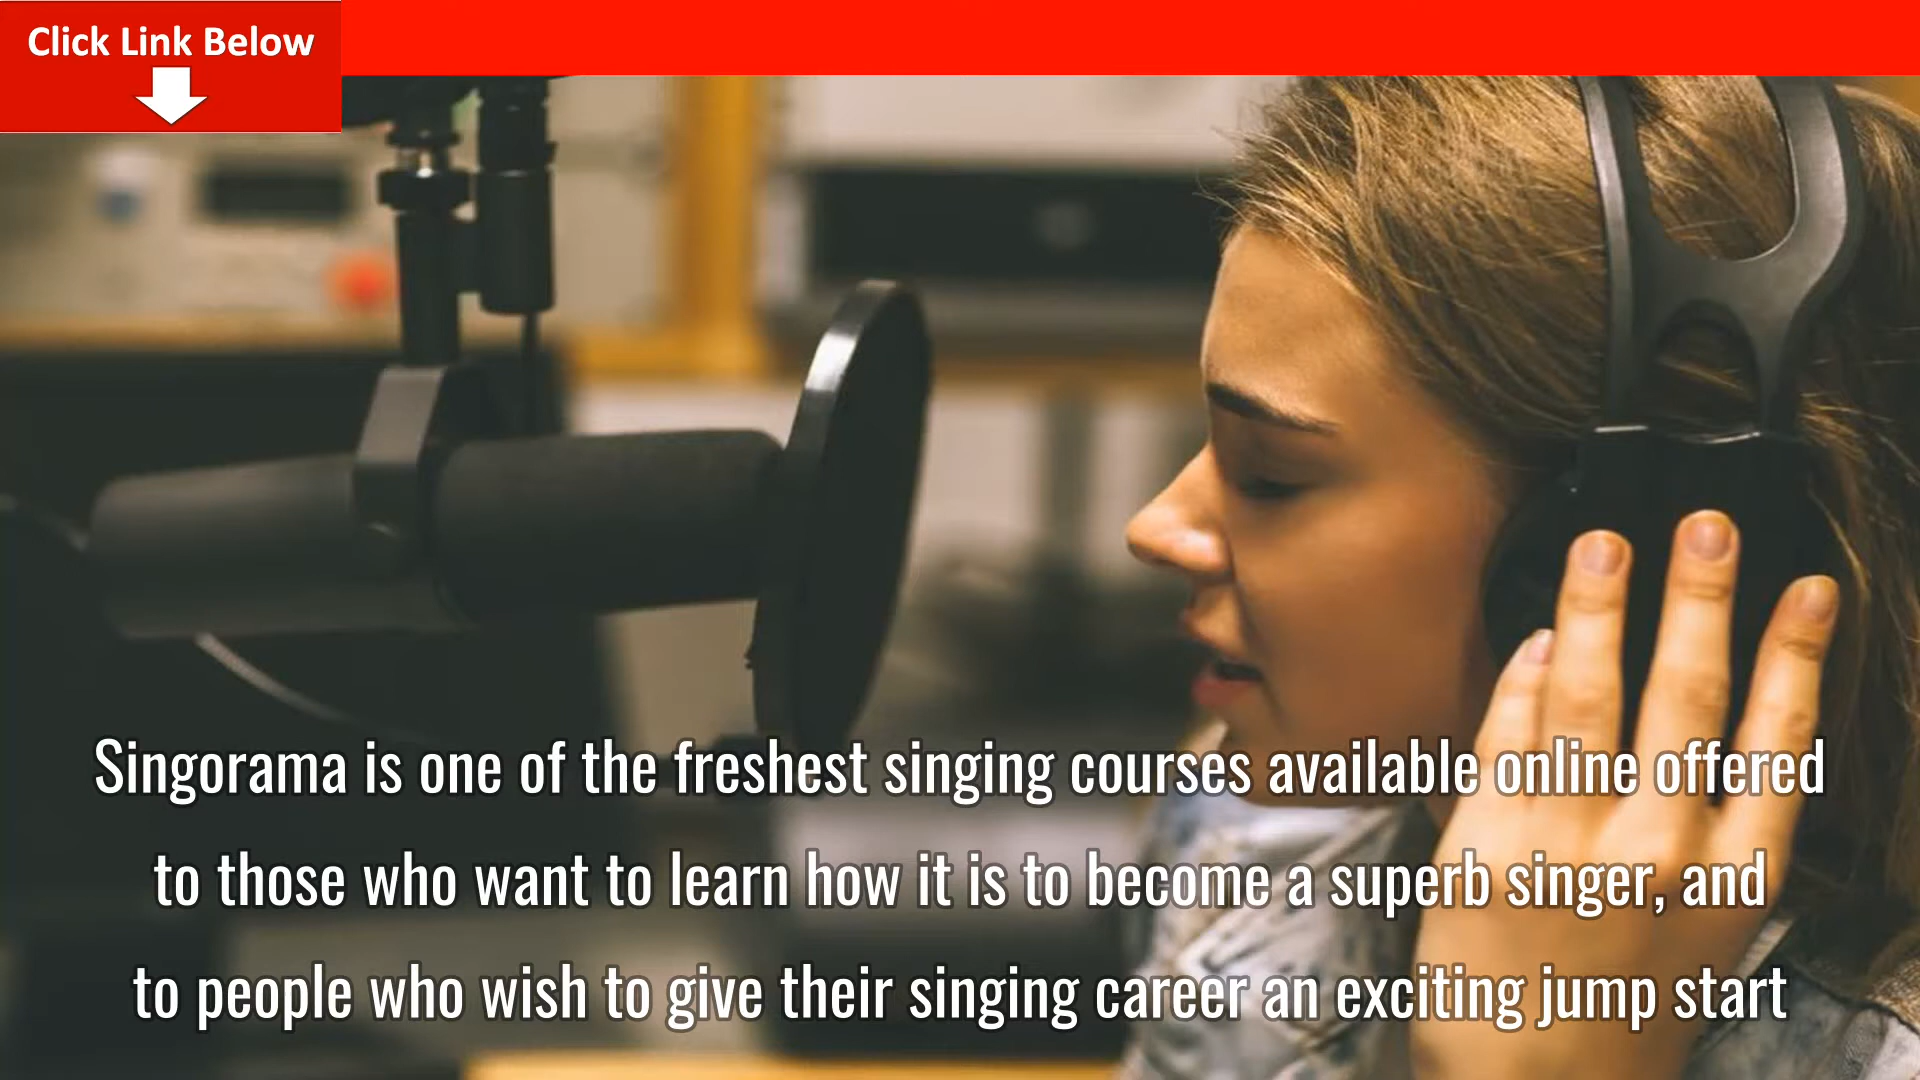 Click Link Below
Singorama is one of the freshest singing courses available online offered
to those who want to learn how it is to become a superb singer, and
to people who wish to give their singing career an exciting jump start